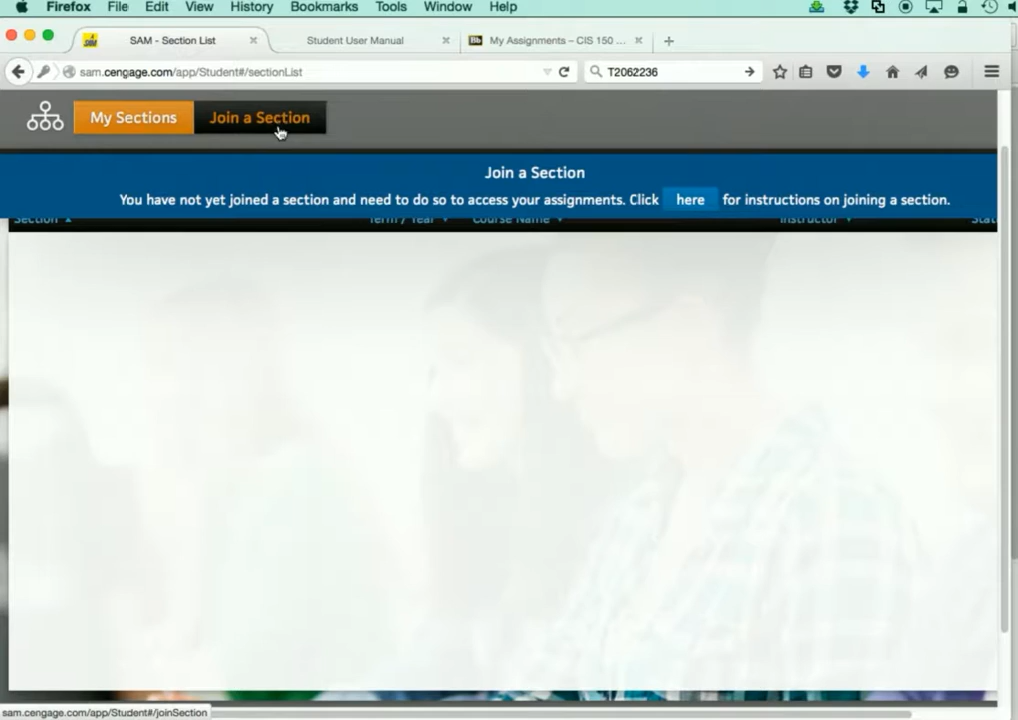 Firefox File Edit View History Bookmarks Tools Window Help
SAM - Section List
Student User Manual
My Assignments – CIS 150 ...
sam.cengage.com/app/Student#/sectionList
T2062236
My Sections
Join a Section
Join a Section
You have not yet joined a section and need to do so to access your assignments. Click here for instructions on joining a section.
Section Term / Year Course Name Instructor
sam.cengage.com/app/Student#/joinSection